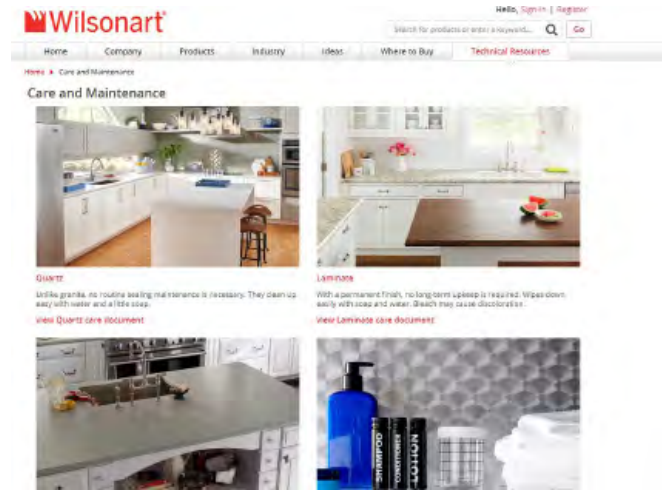 Hello, Sign In | Register
Wilsonart®
Search for products or enter a keyword... Go
Home Company Products Industry Ideas Where to Buy Technical Resources
Home Care and Maintenance
Care and Maintenance
Quartz
Unlike granite, no routine sealing maintenance is necessary. They clean up
easy with water and a little soap.
View Quartz care document
Laminate
With a permanent finish, no long-term upkeep is required. Wipes down
easily with soap and water. Bleach may cause discoloration.
View Laminate care document
SHAMPOO
CONDITIONER
LOTION